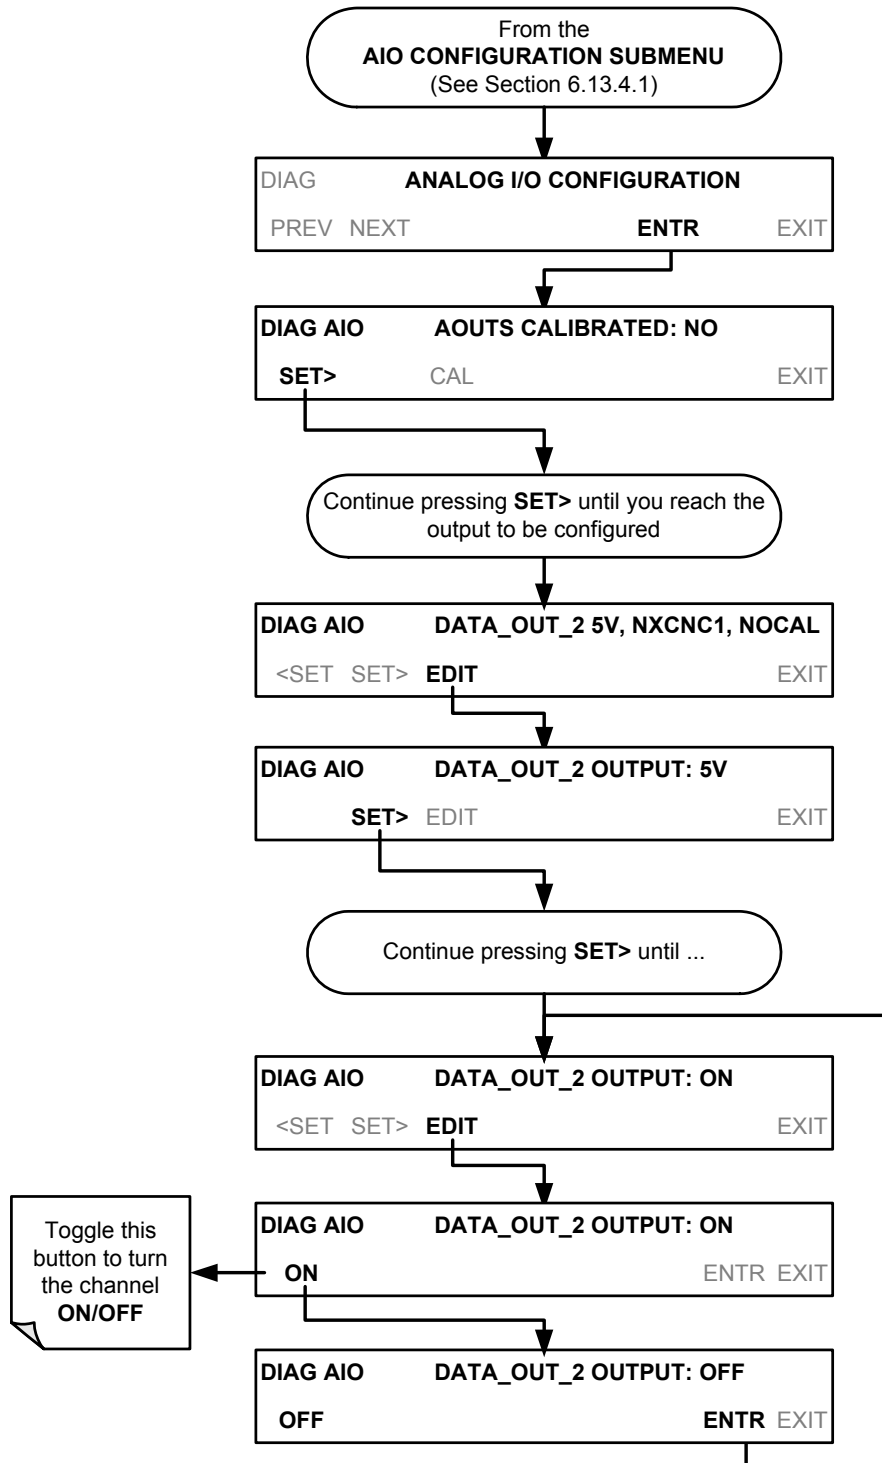 From the
AIO CONFIGURATION SUBMENU
(See Section 6.13.4.1)
DIAG ANALOG I/O CONFIGURATION
PREV NEXT ENTR EXIT
DIAG AIO AOUTS CALIBRATED: NO
SET> CAL EXIT
Continue pressing SET> until you reach the
output to be configured
DIAG AIO DATA_OUT_2 5V, NXCNC1, NOCAL
<SET SET> EDIT EXIT
DIAG AIO DATA_OUT_2 OUTPUT: 5V
SET> EDIT EXIT
Continue pressing SET> until ...
DIAG AIO DATA_OUT_2 OUTPUT: ON
<SET SET> EDIT EXIT
Toggle this
button to turn
the channel
ON/OFF
DIAG AIO DATA_OUT_2 OUTPUT: ON
ON ENTR EXIT
DIAG AIO DATA_OUT_2 OUTPUT: OFF
OFF ENTR EXIT